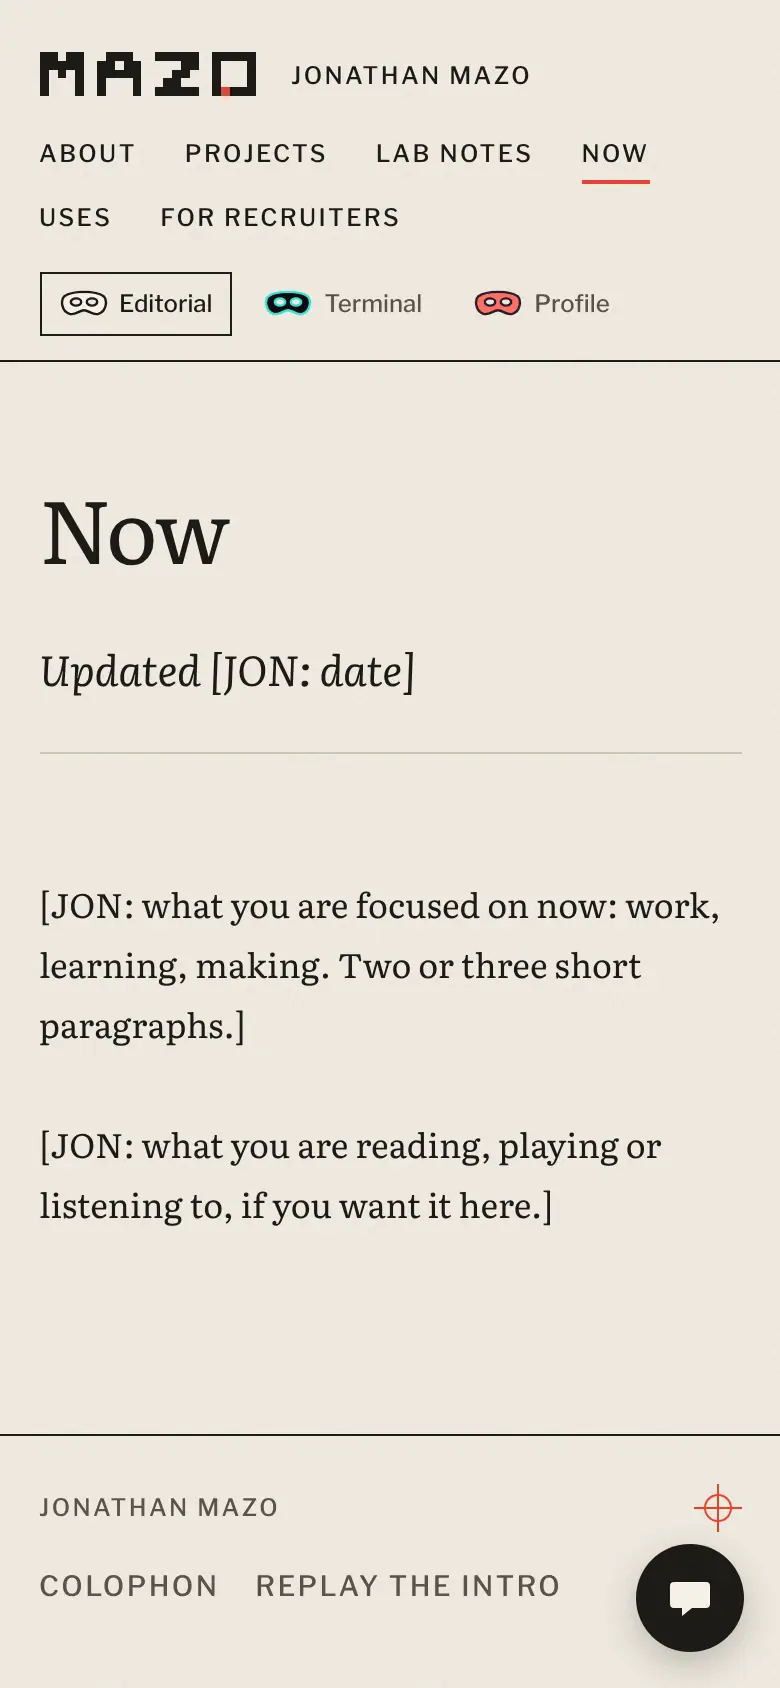 MAZO JONATHAN MAZO
ABOUT PROJECTS LAB NOTES NOW
USES FOR RECRUITERS
Editorial Terminal Profile
Now
Updated [JON: date]
[JON: what you are focused on now: work,
learning, making. Two or three short
paragraphs.]
[JON: what you are reading, playing or
listening to, if you want it here.]
JONATHAN MAZO
COLOPHON REPLAY THE INTRO